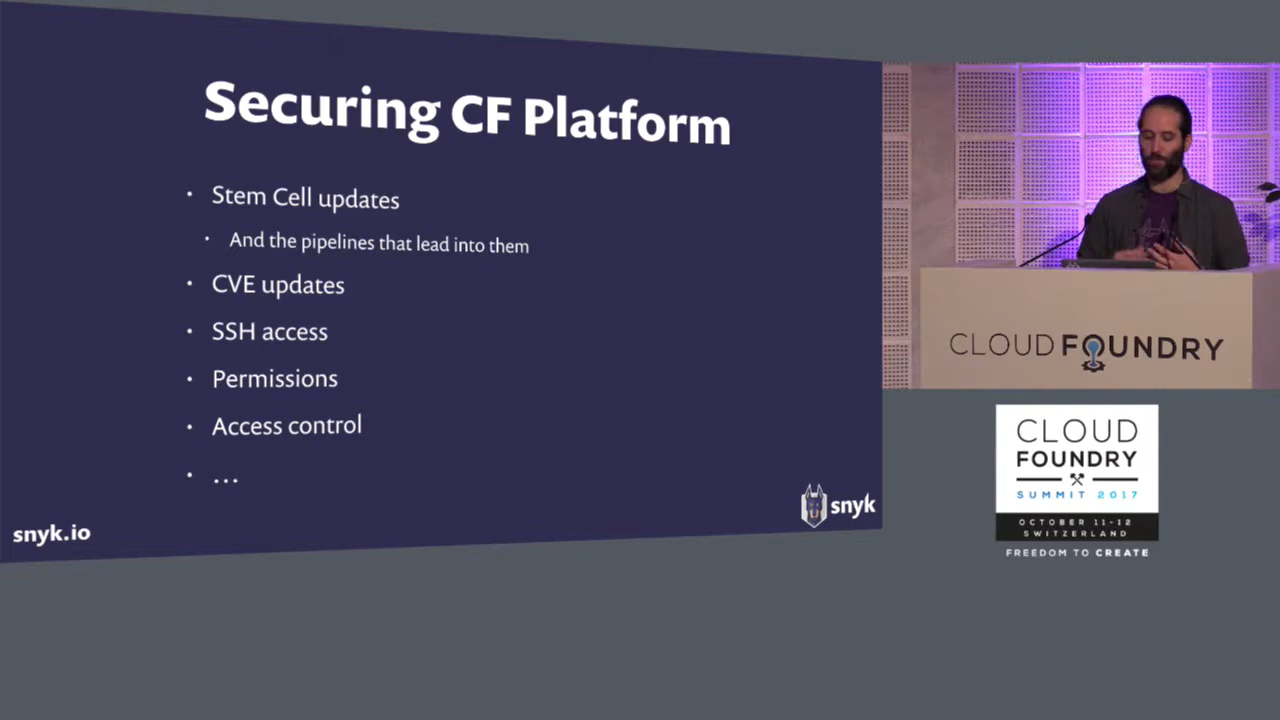 Securing CF Platform
• Stem Cell updates
• And the pipelines that lead into them
• CVE updates
• SSH access
• Permissions
• Access control
• ...
snyk.io
snyk
CLOUD FOUNDRY
CLOUD
FOUNDRY
SUMMIT 2017
OCTOBER 11-12
SWITZERLAND
FREEDOM TO CREATE